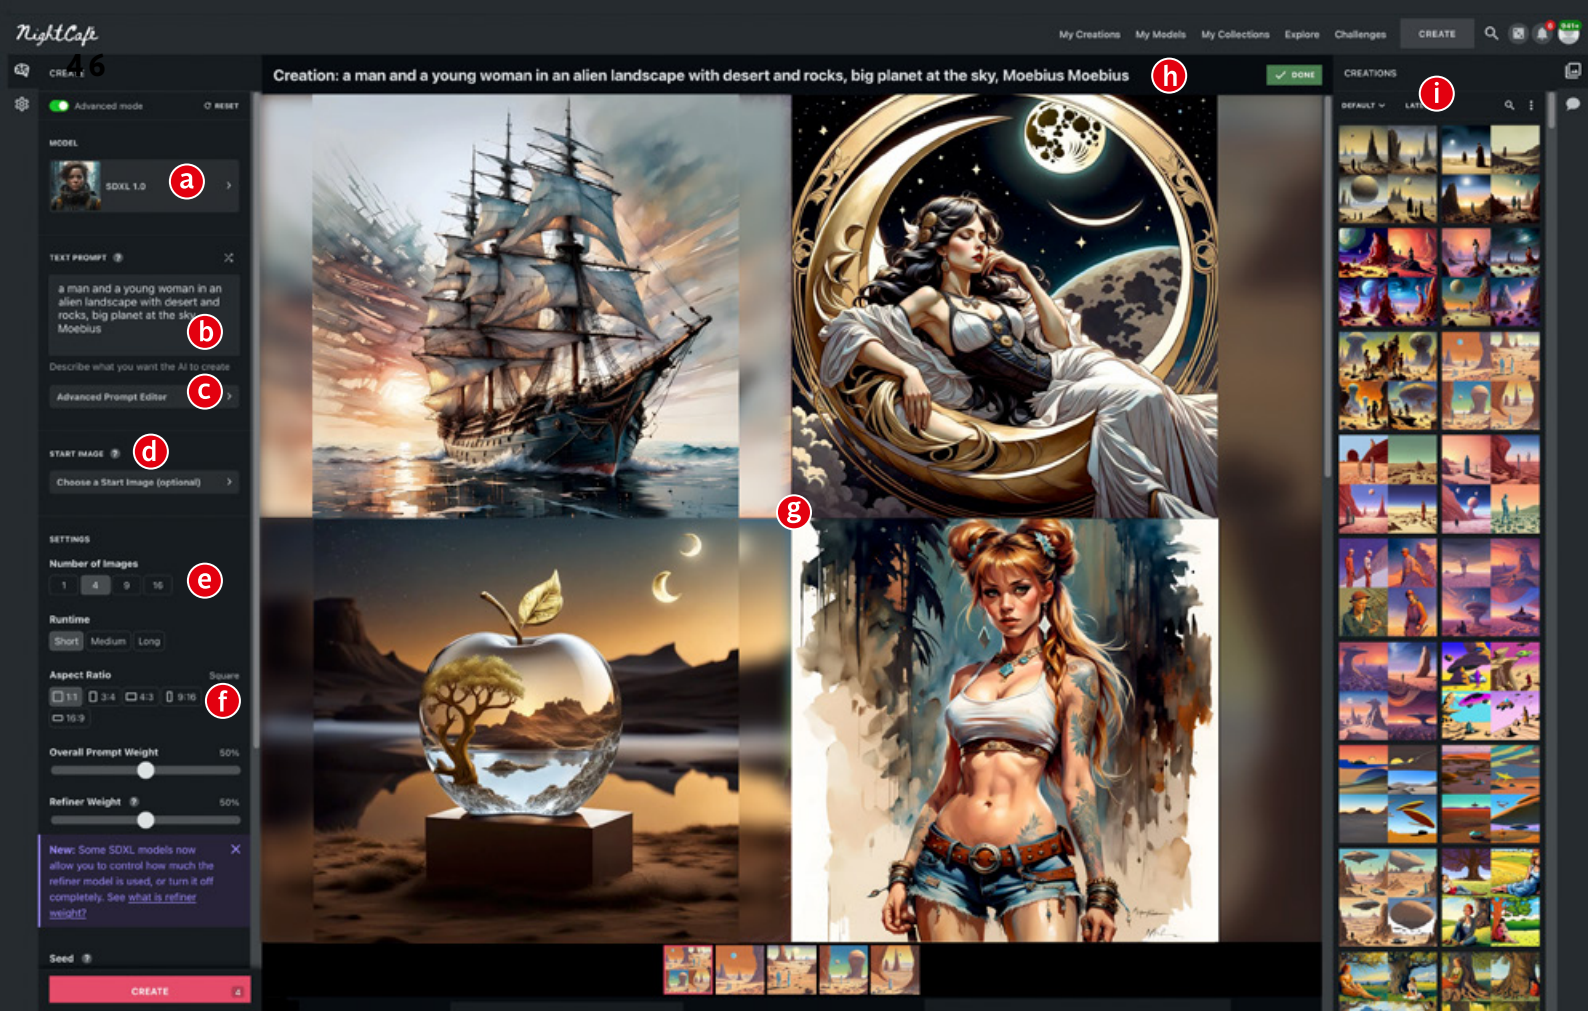 NightCafe
My Creations
My Models
My Collections
Explore
Challenges
CREATE
6
941+
46
CREATE
Advanced mode
RESET
MODEL
SDXL 1.0
a
TEXT PROMPT ?
a man and a young woman in an
alien landscape with desert and
rocks, big planet at the sky,
Moebius
b
Describe what you want the AI to create
Advanced Prompt Editor
c
START IMAGE ?
d
Choose a Start Image (optional)
SETTINGS
Number of Images
1 4 9 16
e
Runtime
Short Medium Long
Aspect Ratio Square
1:1 3:4 4:3 9:16
f
16:9
Overall Prompt Weight 50%
Refiner Weight ? 50%
New: Some SDXL models now
allow you to control how much the
refiner model is used, or turn it off
completely. See what is refiner
weight?
Seed ?
CREATE 4
Creation: a man and a young woman in an alien landscape with desert and rocks, big planet at the sky, Moebius Moebius
h
DONE
g
CREATIONS
i
DEFAULT